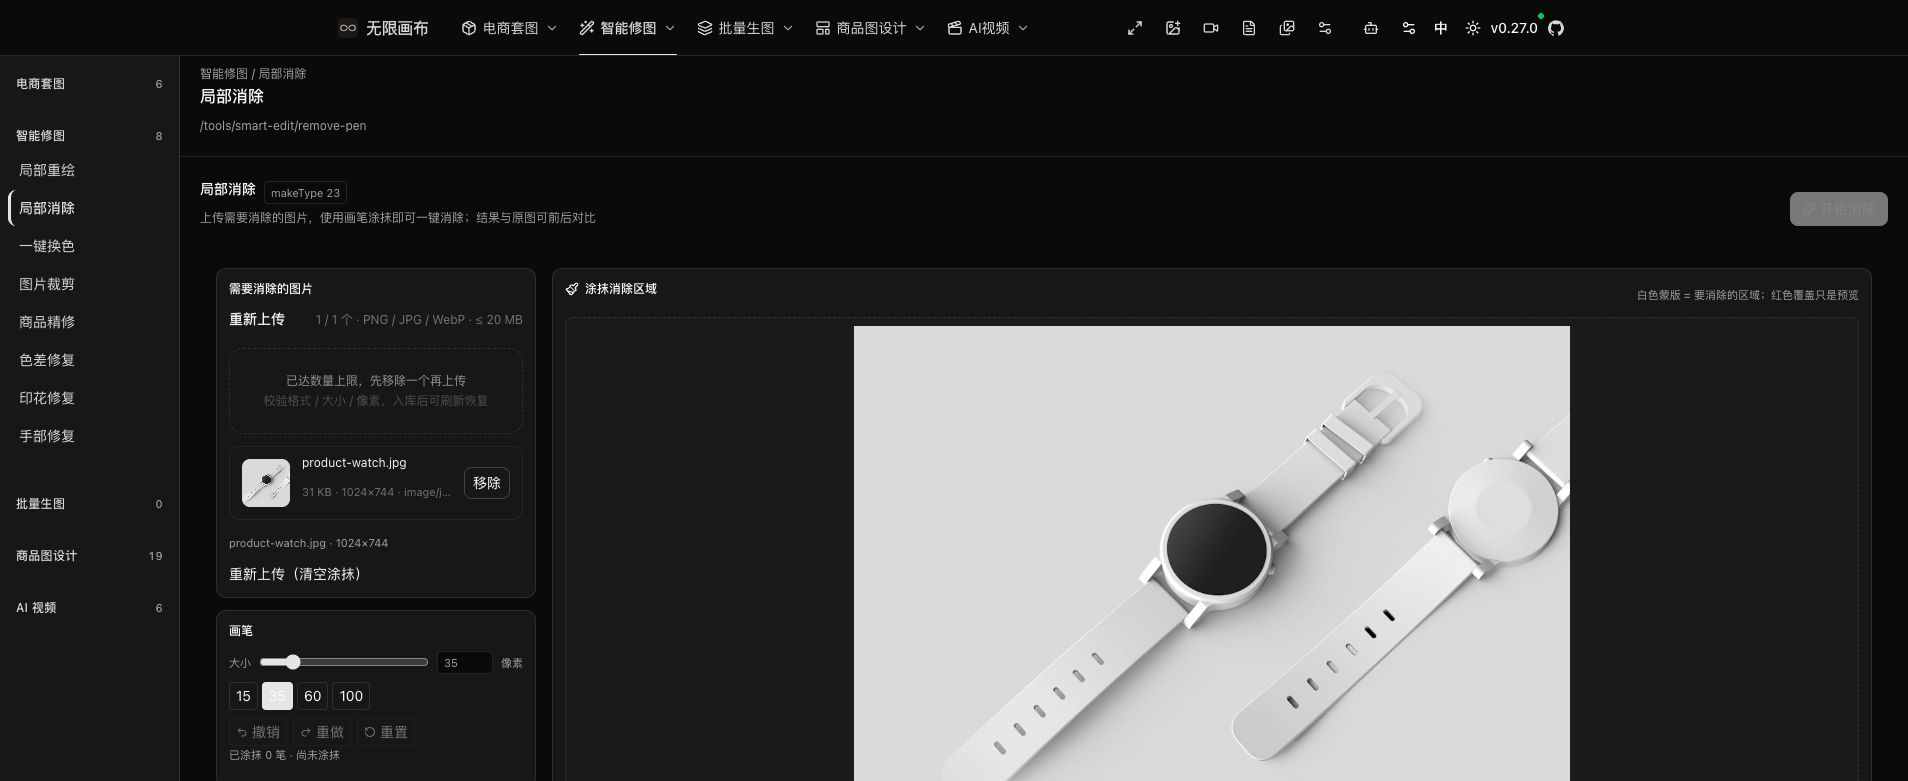 无限画布
电商套图
智能修图
批量生图
商品图设计
AI视频
中
v0.27.0
电商套图 6
智能修图 8
局部重绘
局部消除
一键换色
图片裁剪
商品精修
色差修复
印花修复
手部修复
批量生图 0
商品图设计 19
AI 视频 6
智能修图 / 局部消除
局部消除
/tools/smart-edit/remove-pen
局部消除 makeType 23
上传需要消除的图片，使用画笔涂抹即可一键消除；结果与原图可前后对比
开始消除
需要消除的图片
重新上传 1 / 1 个 · PNG / JPG / WebP · ≤ 20 MB
已达数量上限，先移除一个再上传
校验格式 / 大小 / 像素，入库后可刷新恢复
product-watch.jpg
31 KB · 1024×744 · image/j...
移除
product-watch.jpg · 1024×744
重新上传（清空涂抹）
画笔
大小 35 像素
15 35 60 100
撤销 重做 重置
已涂抹 0 笔 · 尚未涂抹
涂抹消除区域
白色蒙版 = 要消除的区域；红色覆盖只是预览